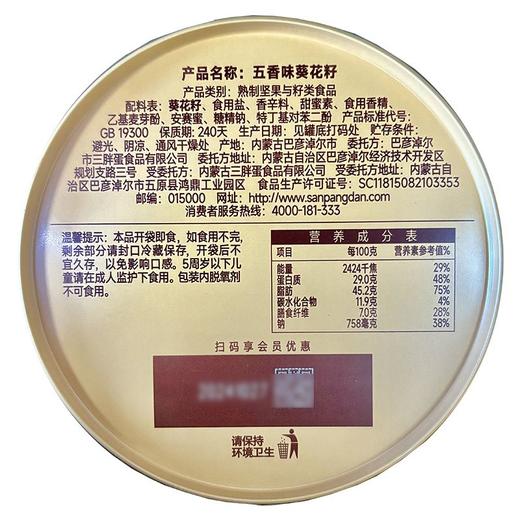 产品名称：五香味葵花籽
产品类别：熟制坚果与籽类食品
配料表：葵花籽、食用盐、香辛料、甜蜜素、食用香精、
乙基麦芽酚、安赛蜜、糖精钠、特丁基对苯二酚 产品标准代号：
GB 19300 保质期：240天 生产日期：见罐底打码处 贮存条件：
避光、阴凉、通风干燥处 产地：内蒙古巴彦淖尔市 委托方：巴彦淖尔
市三胖蛋食品有限公司 委托方地址：内蒙古自治区巴彦淖尔经济技术开发区
规划支路三号 受委托方：内蒙古三胖蛋食品有限公司 受委托方地址：内蒙古自
治区巴彦淖尔市五原县鸿鼎工业园区 食品生产许可证号：SC11815082103353
邮编：015000 网址：http://www.sanpangdan.com
消费者服务热线：4000-181-333
温馨提示：本品开袋即食，如食用不完，
剩余部分请封口冷藏保存，开袋后不
宜久存，以免影响口感。5周岁以下儿
童请在成人监护下食用。包装内脱氧剂
不可食用。
营养成分表
项目 每100克 营养素参考值%
能量 2424千焦 29%
蛋白质 29.0克 48%
脂肪 45.2克 75%
碳水化合物 11.9克 4%
膳食纤维 7.0克 28%
钠 758毫克 38%
扫码享会员优惠
请保持
环境卫生